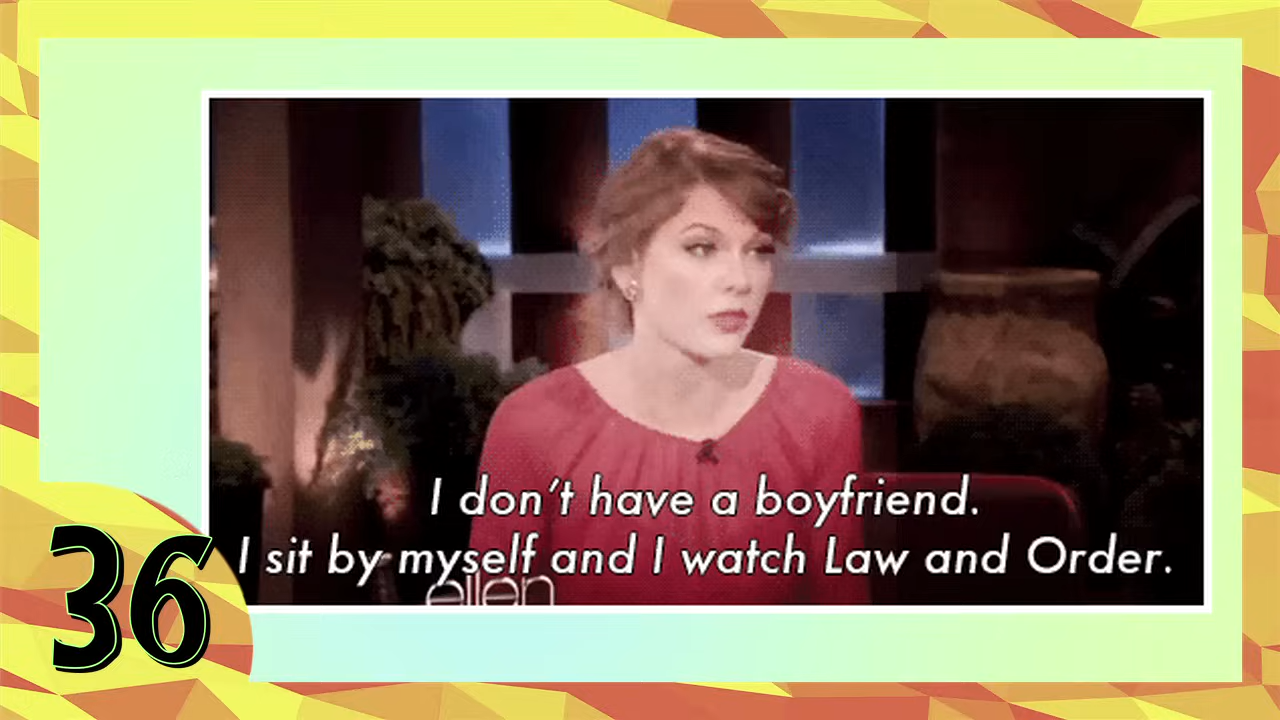 I don't have a boyfriend.
I sit by myself and I watch Law and Order.
ellen
36